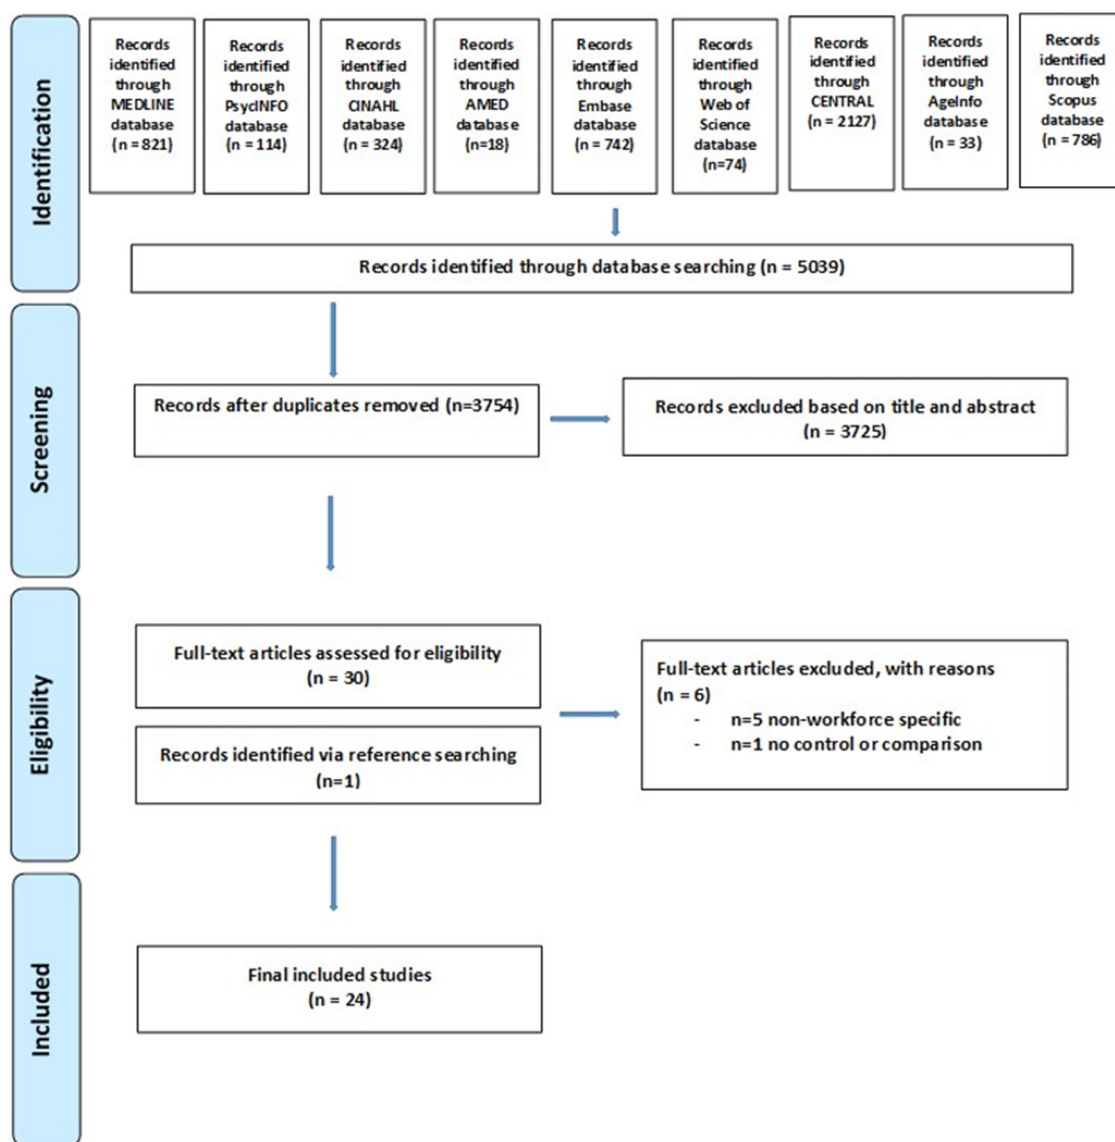 Identification
Records
identified
through
MEDLINE
database
(n = 821)
Records
identified
through
PsycINFO
database
(n = 114)
Records
identified
through
CINAHL
database
(n = 324)
Records
identified
through
AMED
database
(n=18)
Records
identified
through
Embase
database
(n = 742)
Records
identified
through
Web of
Science
database
(n=74)
Records
identified
through
CENTRAL
(n = 2127)
Records
identified
through
AgeInfo
database
(n = 33)
Records
identified
through
Scopus
database
(n = 786)
Records identified through database searching (n = 5039)
Screening
Records after duplicates removed (n=3754)
Records excluded based on title and abstract
(n = 3725)
Eligibility
Full-text articles assessed for eligibility
(n = 30)
Records identified via reference searching
(n=1)
Full-text articles excluded, with reasons
(n = 6)
- n=5 non-workforce specific
- n=1 no control or comparison
Included
Final included studies
(n = 24)